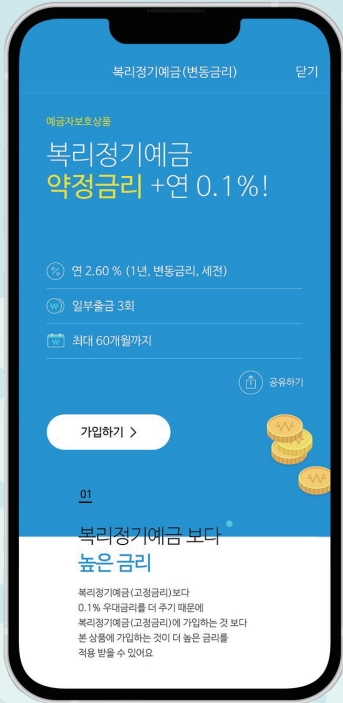 복리정기예금(변동금리)
닫기
예금자보호상품
복리정기예금
약정금리 +연 0.1%!
연 2.60 % (1년, 변동금리, 세전)
일부출금 3회
최대 60개월까지
공유하기
가입하기 >
01
복리정기예금 보다
높은 금리
복리정기예금(고정금리)보다
0.1% 우대금리를 더 주기 때문에
복리정기예금(고정금리)에 가입하는 것 보다
본 상품에 가입하는 것이 더 높은 금리를
적용 받을 수 있어요